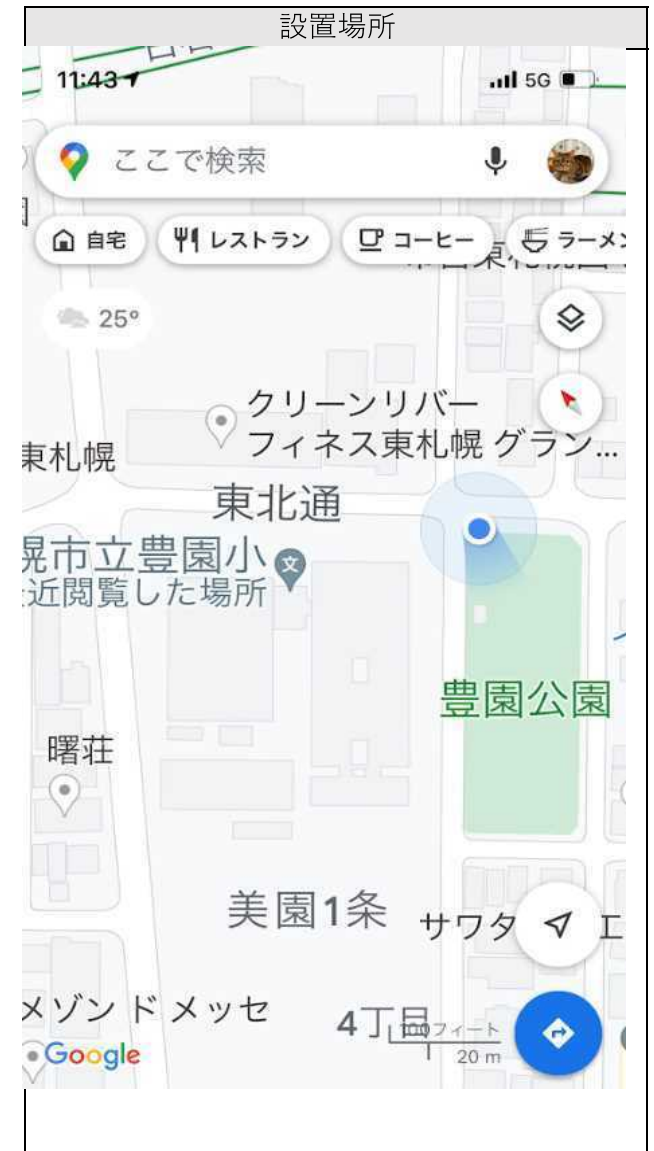 設置場所
11:43
5G
ここで検索
自宅
レストラン
コーヒー
ラーメン
25°
クリーンリバー
フィネス東札幌 グラン...
東札幌
東北通
幌市立豊園小
近閲覧した場所
豊園公園
曙荘
美園1条
サワタ
エ
メゾン ド メッセ
4丁目
100フィート
20 m
Google